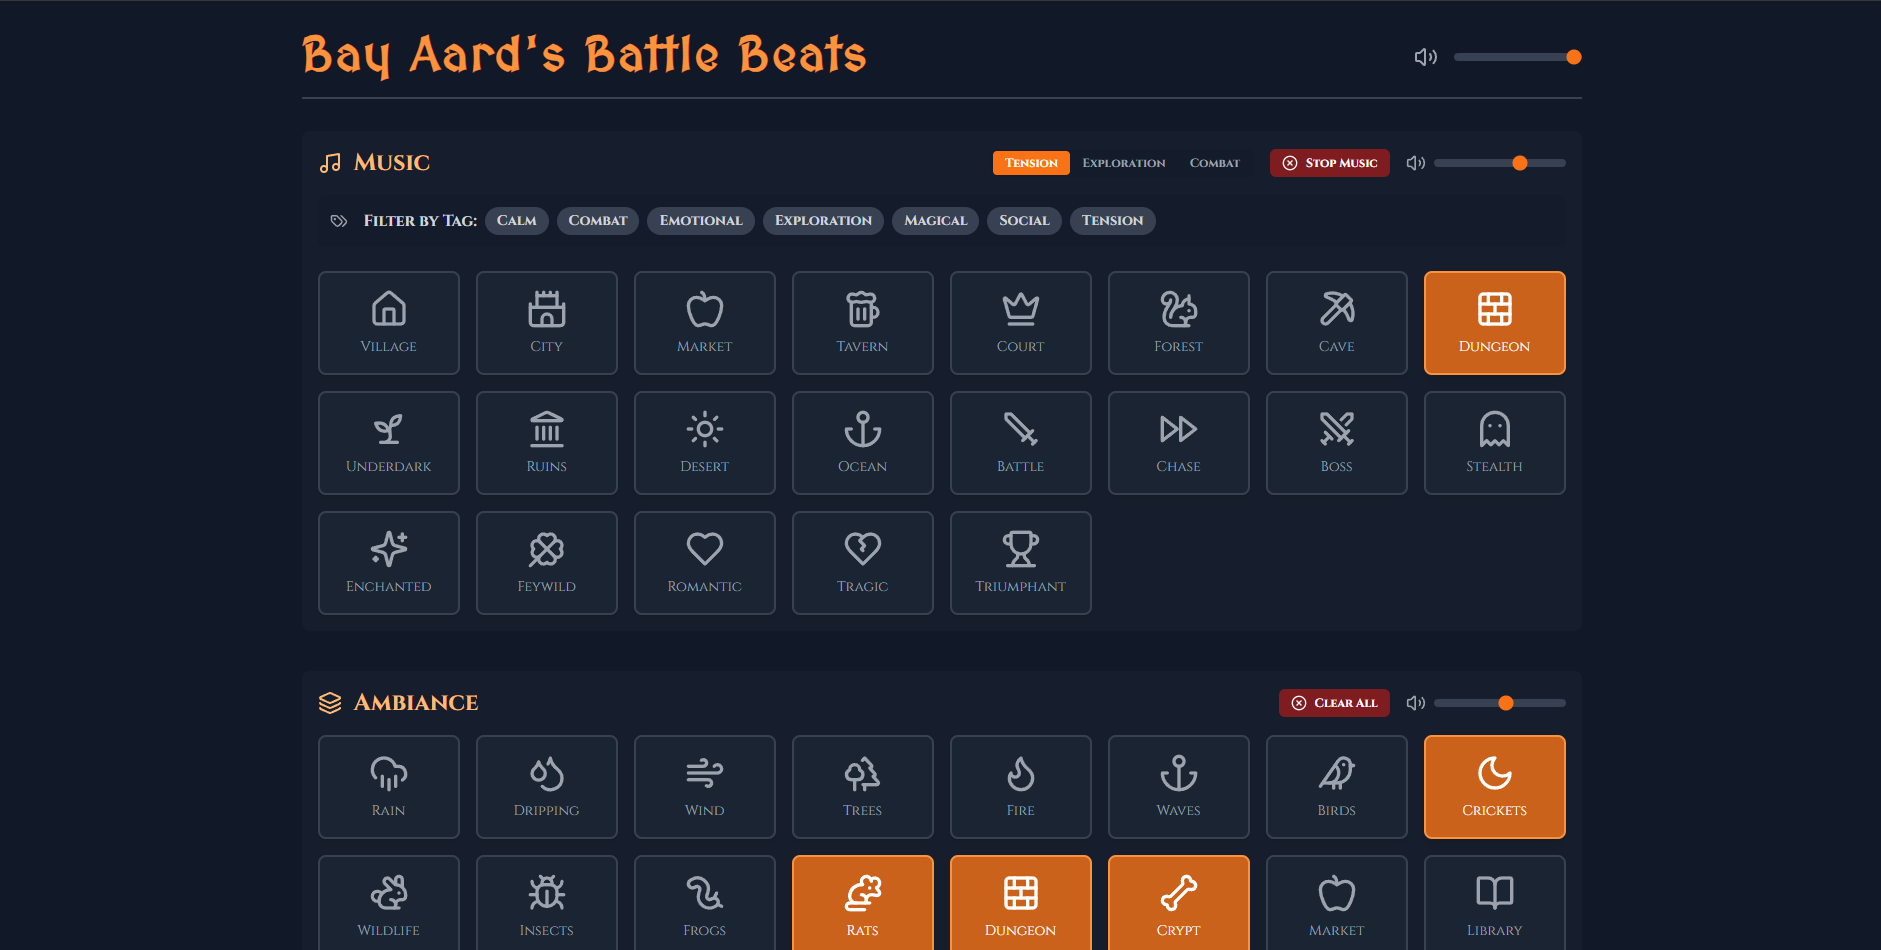 Bay Aard's Battle Beats
Music
Tension Exploration Combat
Stop Music
Filter by Tag: Calm Combat Emotional Exploration Magical Social Tension
Village City Market Tavern Court Forest Cave Dungeon
Underdark Ruins Desert Ocean Battle Chase Boss Stealth
Enchanted Feywild Romantic Tragic Triumphant
Ambiance
Clear All
Rain Dripping Wind Trees Fire Waves Birds Crickets
Wildlife Insects Frogs Rats Dungeon Crypt Market Library